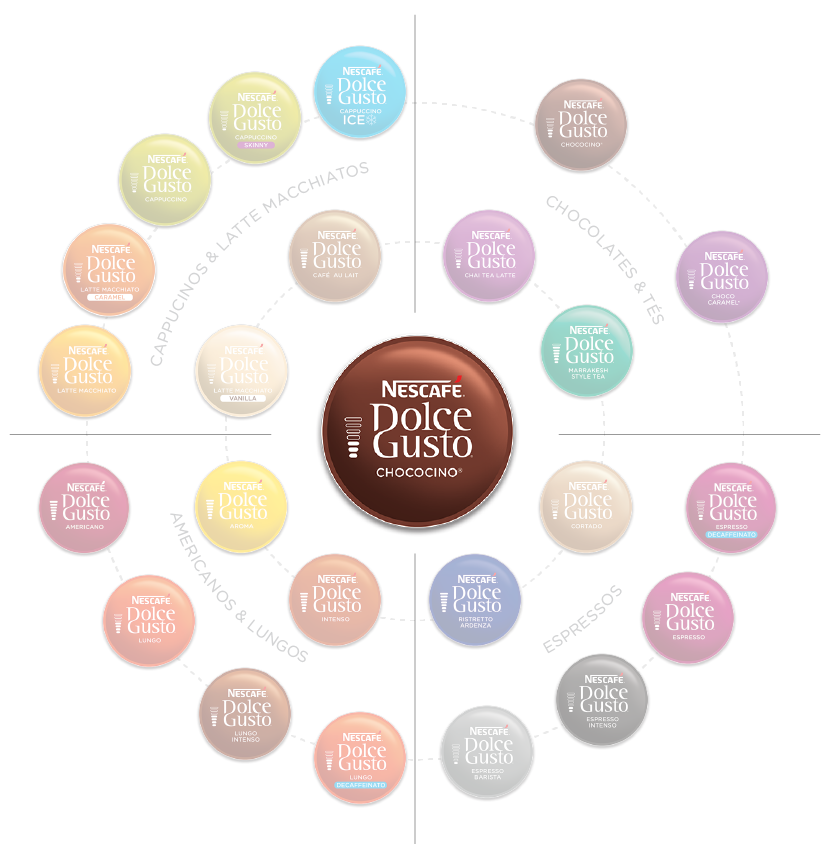 NESCAFÉ
DOLCE
GUSTO
CAPPUCCINO
ICE
NESCAFÉ
DOLCE
GUSTO
CAPPUCCINO
SKINNY
NESCAFÉ
DOLCE
GUSTO
CHOCOCINO®
NESCAFÉ
DOLCE
GUSTO
CAPPUCCINO
CAPPUCINOS & LATTE MACCHIATOS
CHOCOLATES & TÉS
NESCAFÉ
DOLCE
GUSTO
LATTE MACCHIATO
CARAMEL
NESCAFÉ
DOLCE
GUSTO
CAFÉ AU LAIT
NESCAFÉ
DOLCE
GUSTO
CHAI TEA LATTE
NESCAFÉ
DOLCE
GUSTO
CHOCO
CARAMEL®
NESCAFÉ
DOLCE
GUSTO
LATTE MACCHIATO
NESCAFÉ
DOLCE
GUSTO
LATTE MACCHIATO
VANILLA
NESCAFÉ
DOLCE
GUSTO
MARRAKESH
STYLE TEA
NESCAFÉ®
DOLCE
GUSTO
CHOCOCINO®
NESCAFÉ
DOLCE
GUSTO
AMERICANO
NESCAFÉ
DOLCE
GUSTO
AROMA
NESCAFÉ
DOLCE
GUSTO
CORTADO
NESCAFÉ
DOLCE
GUSTO
ESPRESSO
DECAFFEINATO
AMERICANOS & LUNGOS
ESPRESSOS
NESCAFÉ
DOLCE
GUSTO
LUNGO
NESCAFÉ
DOLCE
GUSTO
INTENSO
NESCAFÉ
DOLCE
GUSTO
RISTRETTO
ARDENZA
NESCAFÉ
DOLCE
GUSTO
ESPRESSO
NESCAFÉ
DOLCE
GUSTO
LUNGO
INTENSO
NESCAFÉ
DOLCE
GUSTO
ESPRESSO
INTENSO
NESCAFÉ
DOLCE
GUSTO
LUNGO
DECAFFEINATO
NESCAFÉ
DOLCE
GUSTO
ESPRESSO
BARISTA